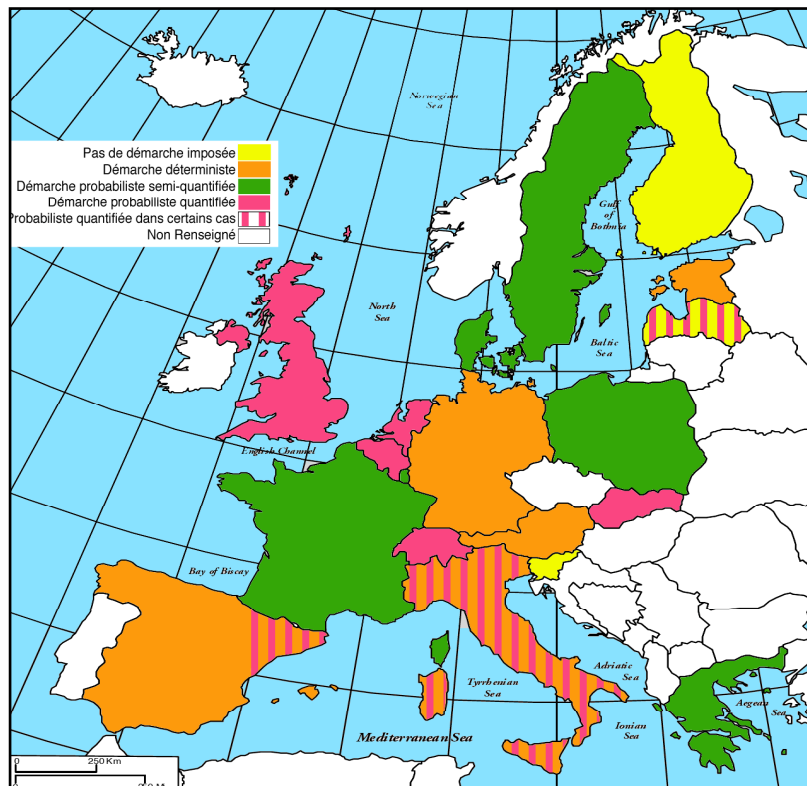 Norwegian
Sea
Pas de démarche imposée
Démarche déterministe
Démarche probabiliste semi-quantifiée
Démarche probabiliste quantifiée
Probabiliste quantifiée dans certains cas
Non Renseigné
Gulf
of
Bothnia
North
Sea
Baltic
Sea
English Channel
Bay of Biscay
Adriatic
Sea
Tyrrhenian
Sea
Aegean
Sea
Ionian
Sea
Mediterranean Sea
0 250 Km
0